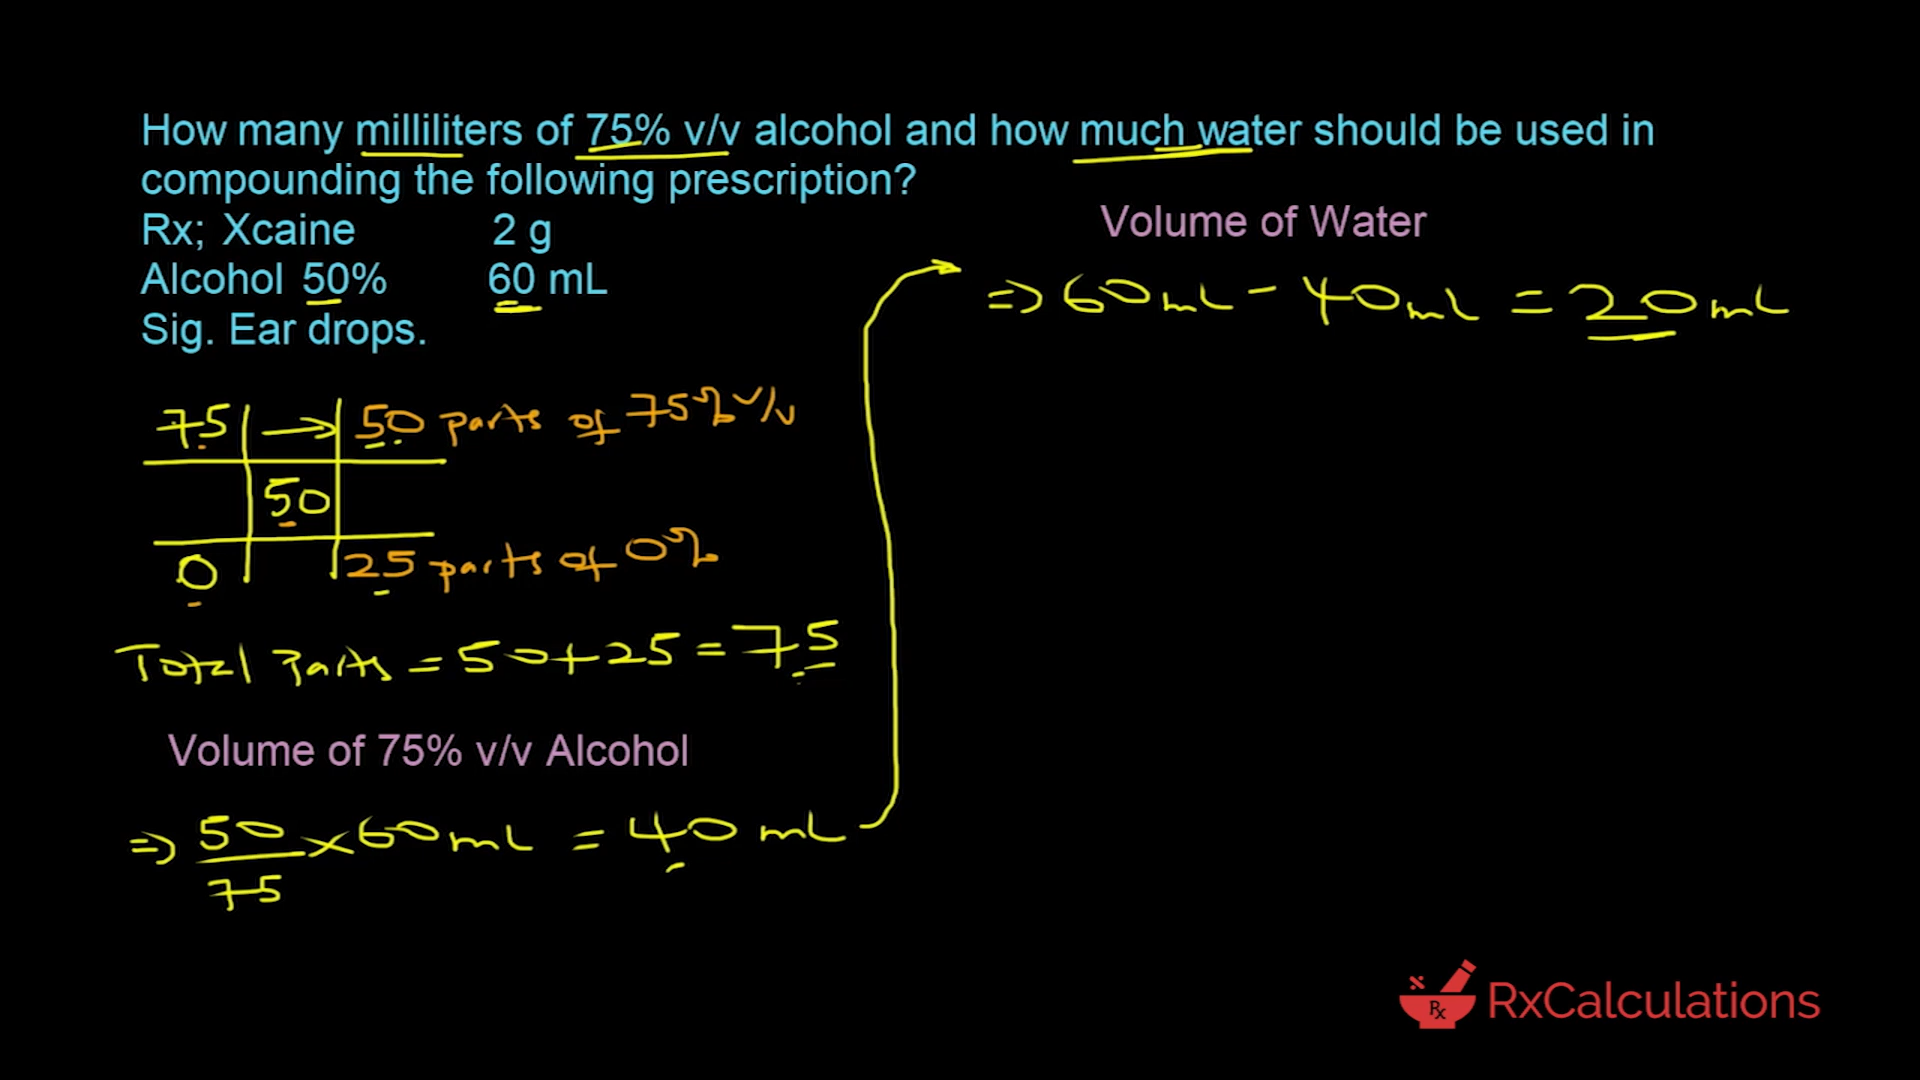 How many milliliters of 75% v/v alcohol and how much water should be used in
compounding the following prescription?
Rx; Xcaine 2 g
Alcohol 50% 60 mL
Sig. Ear drops.
75 → 50 parts of 75% v/v
50
0 25 parts of 0%
Total Parts = 50+25 = 75
Volume of 75% v/v Alcohol
⇒ 50/75 × 60mL = 40 mL
Volume of Water
⇒ 60mL - 40mL = 20mL
Rx RxCalculations